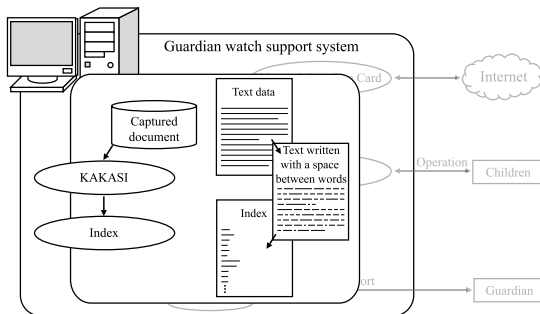 Guardian watch support system
Card
Internet
Text data
Captured
document
Text written
with a space
between words
Operation
KAKASI
Children
Index
Index
Guardian